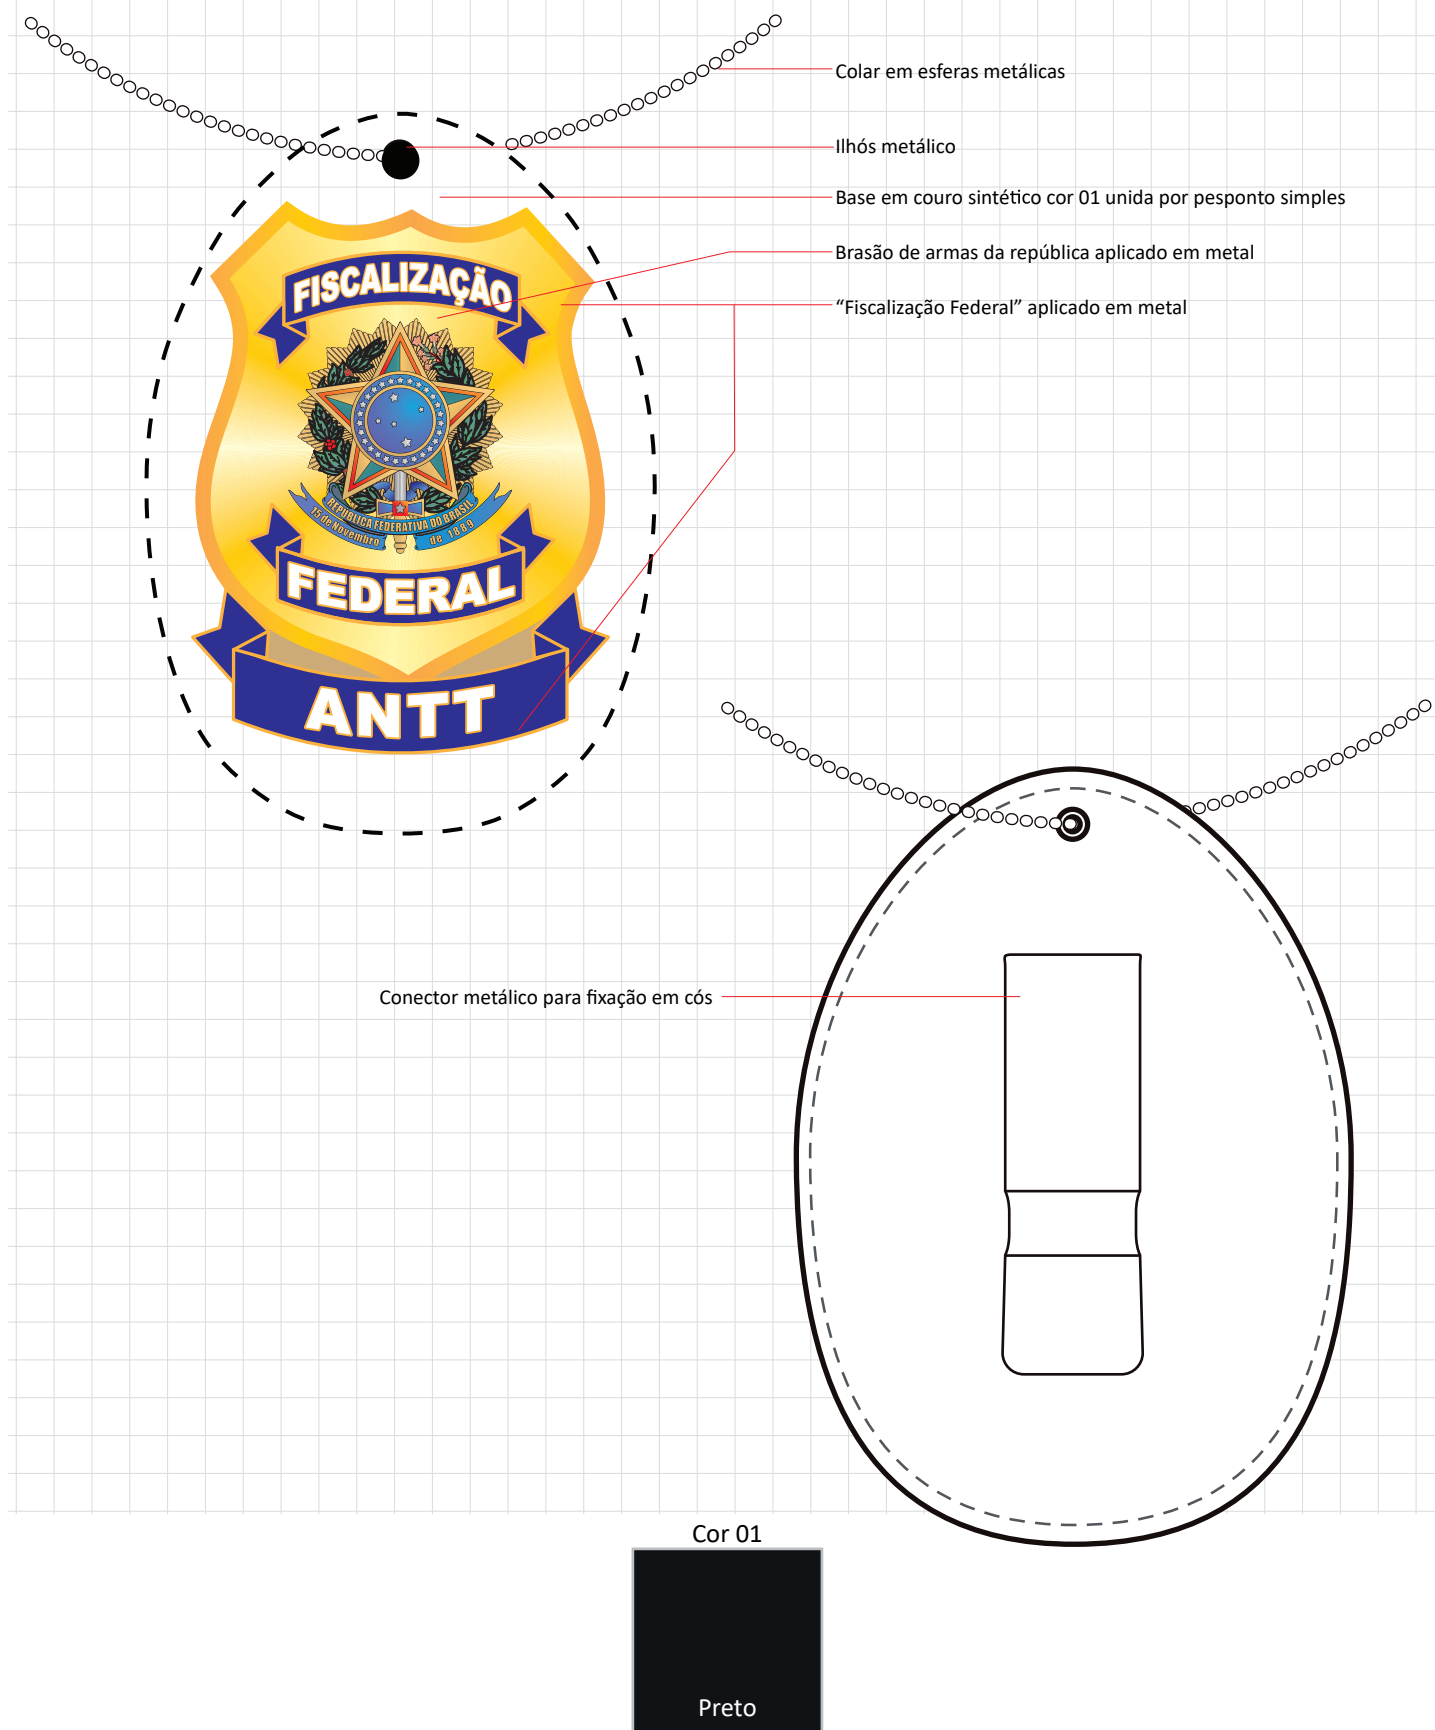 Colar em esferas metálicas
Ilhós metálico
Base em couro sintético cor 01 unida por pesponto simples
Brasão de armas da república aplicado em metal
“Fiscalização Federal” aplicado em metal
FISCALIZAÇÃO
REPÚBLICA FEDERATIVA DO BRASIL
15 de Novembro de 1889
FEDERAL
ANTT
Conector metálico para fixação em cós
Cor 01
Preto